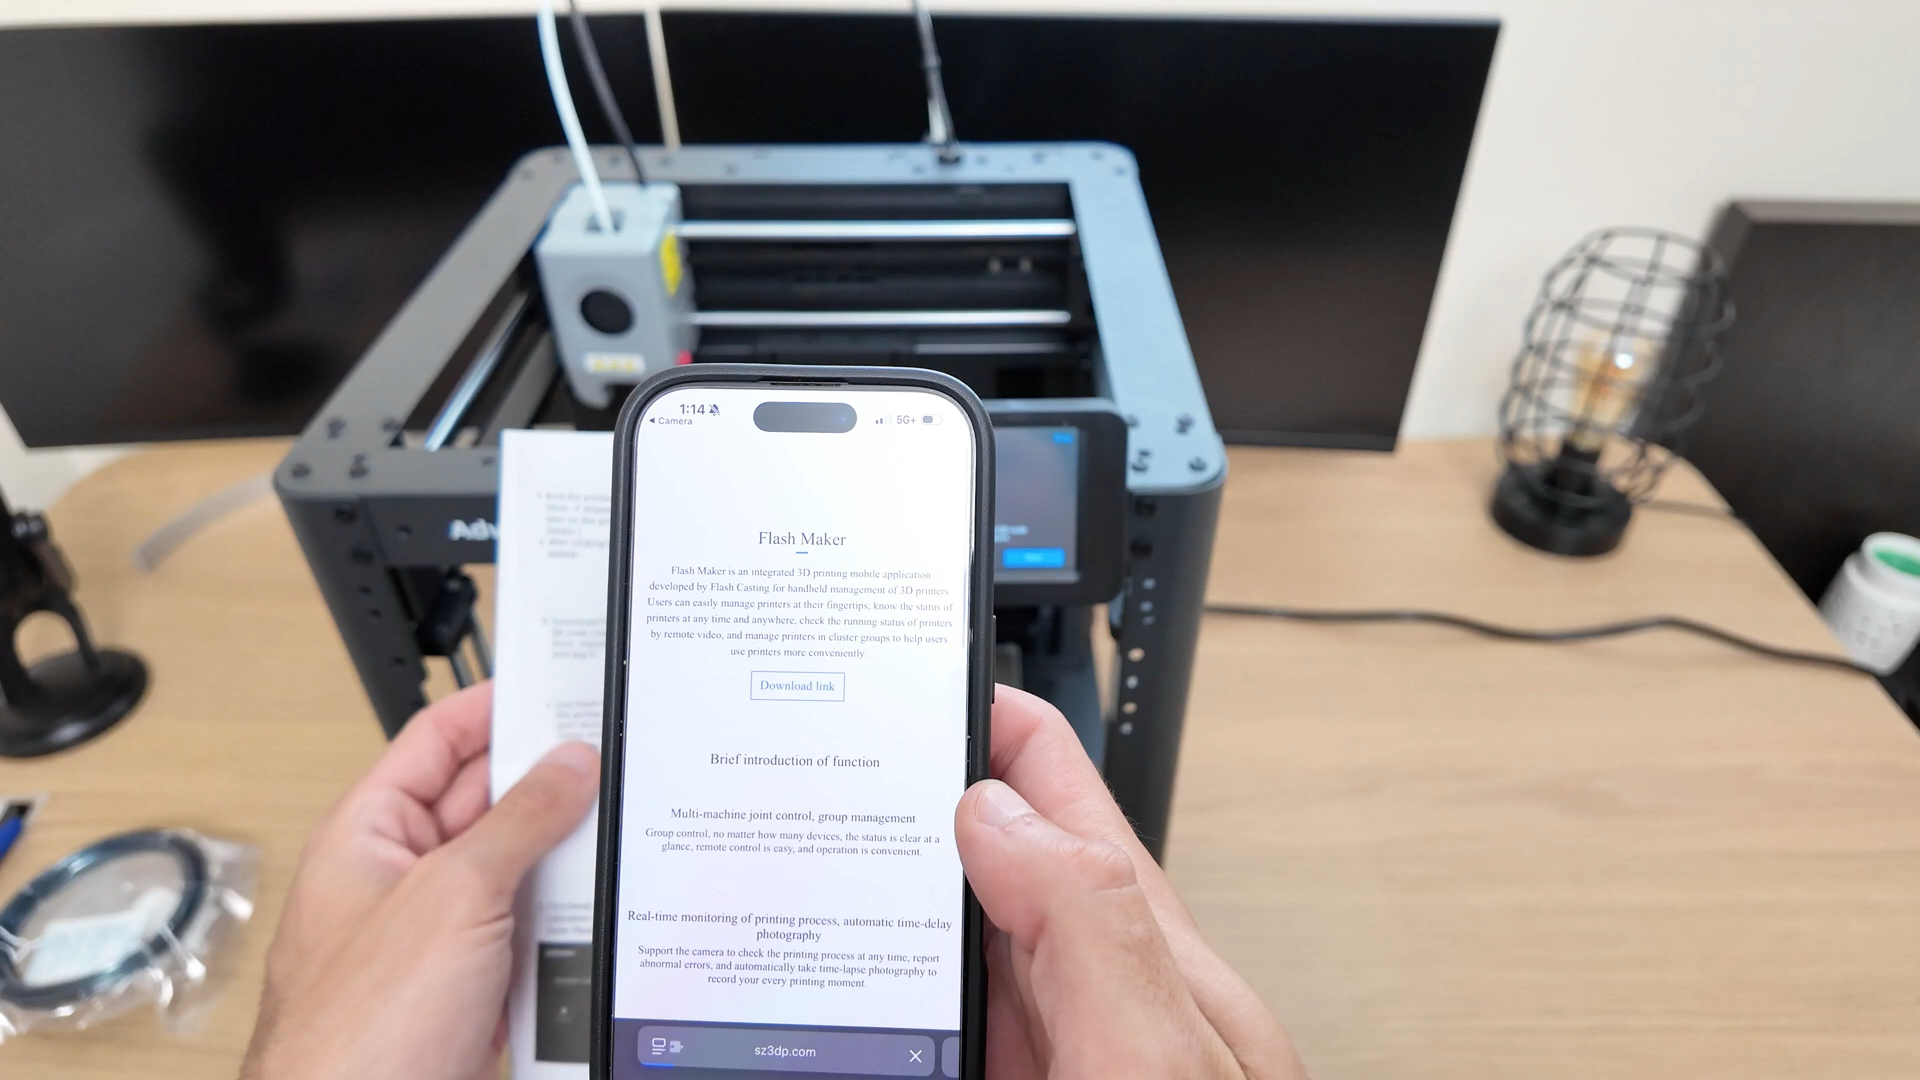 1:14
5G+
◀ Camera
Flash Maker
Flash Maker is an integrated 3D printing mobile application
developed by Flash Casting for handheld management of 3D printers.
Users can easily manage printers at their fingertips, know the status of
printers at any time and anywhere, check the running status of printers
by remote video, and manage printers in cluster groups to help users
use printers more conveniently.
Download link
Brief introduction of function
Multi-machine joint control, group management
Group control, no matter how many devices, the status is clear at a
glance, remote control is easy, and operation is convenient.
Real-time monitoring of printing process, automatic time-delay
photography
Support the camera to check the printing process at any time, report
abnormal errors, and automatically take time-lapse photography to
record your every printing moment.
sz3dp.com
Adv